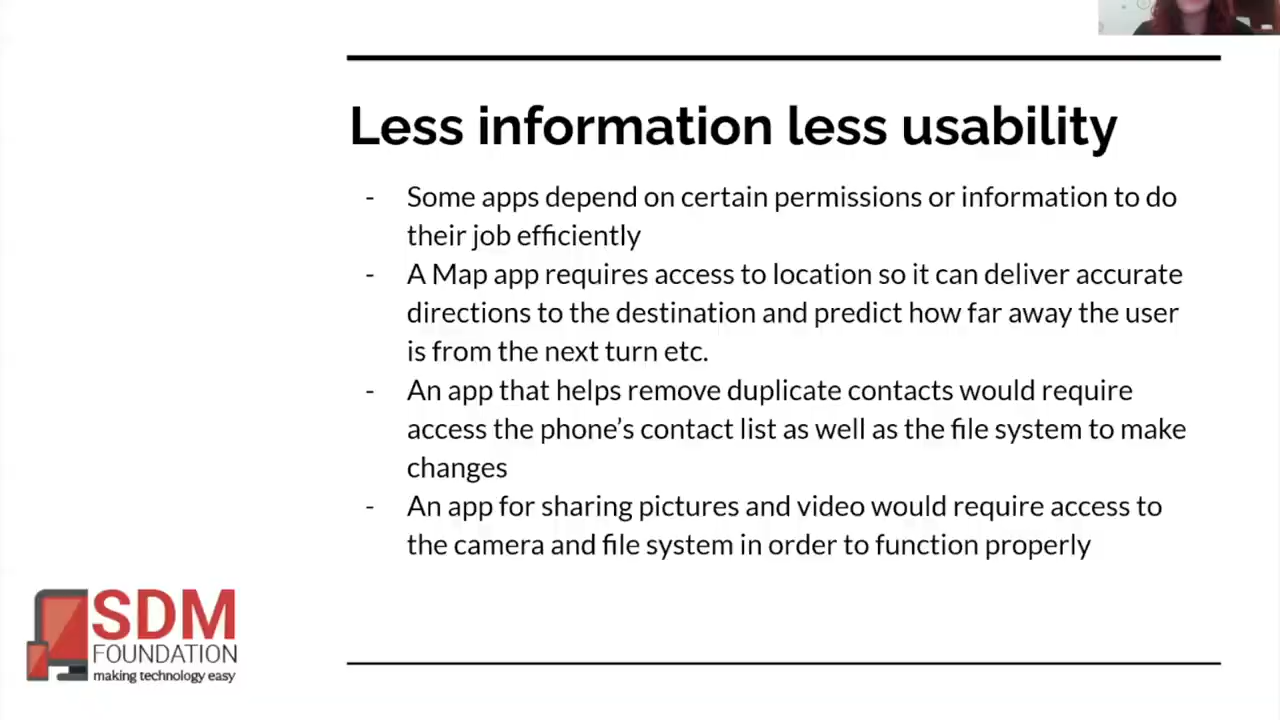 Less information less usability
- Some apps depend on certain permissions or information to do
their job efficiently
- A Map app requires access to location so it can deliver accurate
directions to the destination and predict how far away the user
is from the next turn etc.
- An app that helps remove duplicate contacts would require
access the phone’s contact list as well as the file system to make
changes
- An app for sharing pictures and video would require access to
the camera and file system in order to function properly
SDM
FOUNDATION
making technology easy